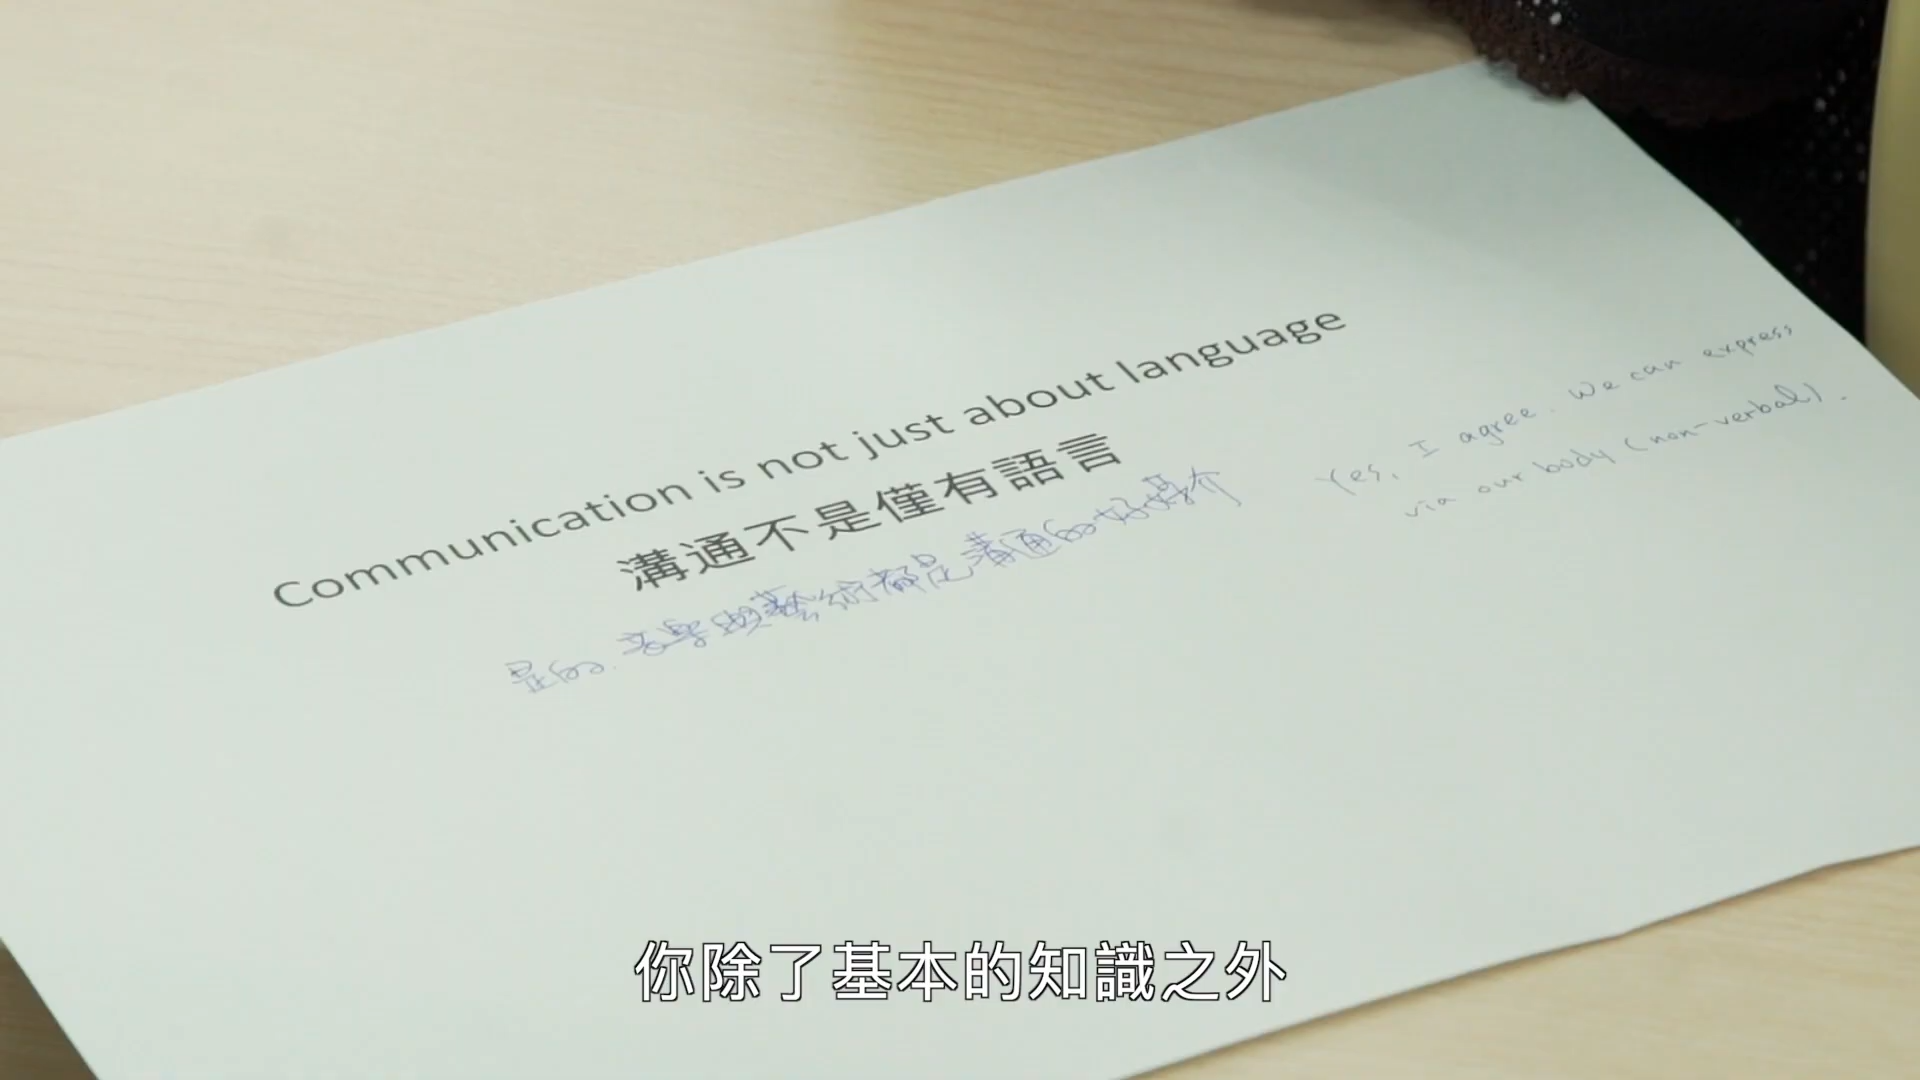 Communication is not just about language
溝通不是僅有語言
是的.音樂與藝術都是溝通的好媒介
Yes, I agree. We can express
via our body (non-verbal).
你除了基本的知識之外